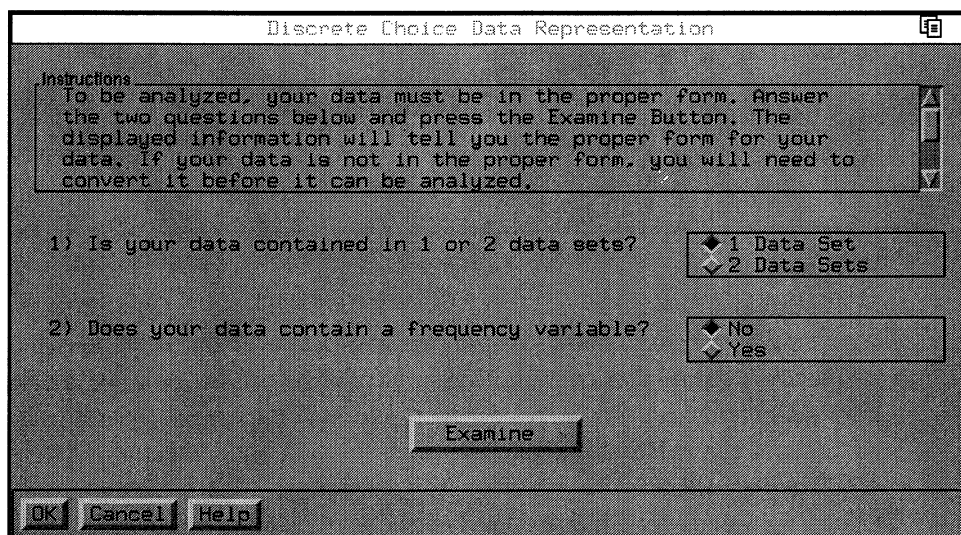 Discrete Choice Data Representation
Instructions
To be analyzed, your data must be in the proper form. Answer
the two questions below and press the Examine Button. The
displayed information will tell you the proper form for your
data. If your data is not in the proper form, you will need to
convert it before it can be analyzed.
1) Is your data contained in 1 or 2 data sets?
1 Data Set
2 Data Sets
2) Does your data contain a frequency variable?
No
Yes
Examine
OK Cancel Help